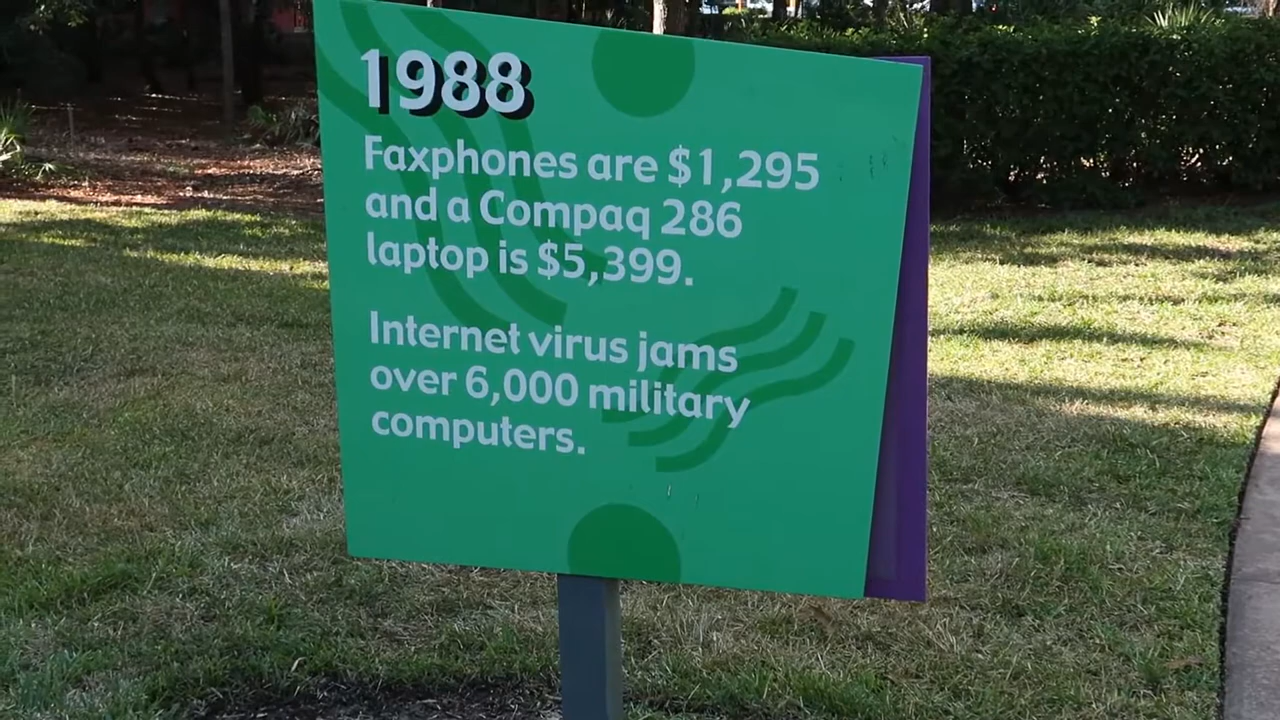 1988
Faxphones are $1,295
and a Compaq 286
laptop is $5,399.
Internet virus jams
over 6,000 military
computers.